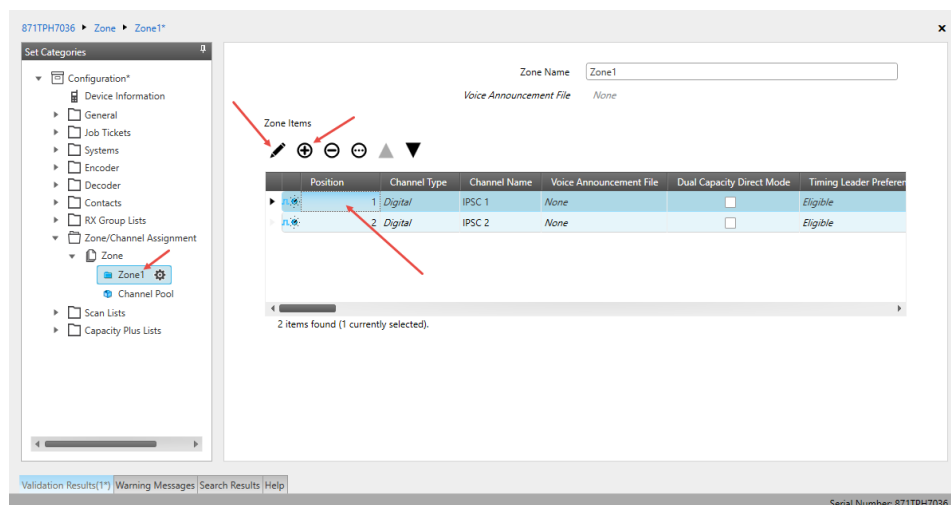 871TPH7036 ▸ Zone ▸ Zone1*
Set Categories
Configuration*
Device Information
General
Job Tickets
Systems
Encoder
Decoder
Contacts
RX Group Lists
Zone/Channel Assignment
Zone
Zone1
Channel Pool
Scan Lists
Capacity Plus Lists
Zone Name Zone1
Voice Announcement File None
Zone Items
Position Channel Type Channel Name Voice Announcement File Dual Capacity Direct Mode Timing Leader Preferen
1 Digital IPSC 1 None Eligible
2 Digital IPSC 2 None Eligible
2 items found (1 currently selected).
Validation Results(1*) Warning Messages Search Results Help
Serial Number: 871TPH7036